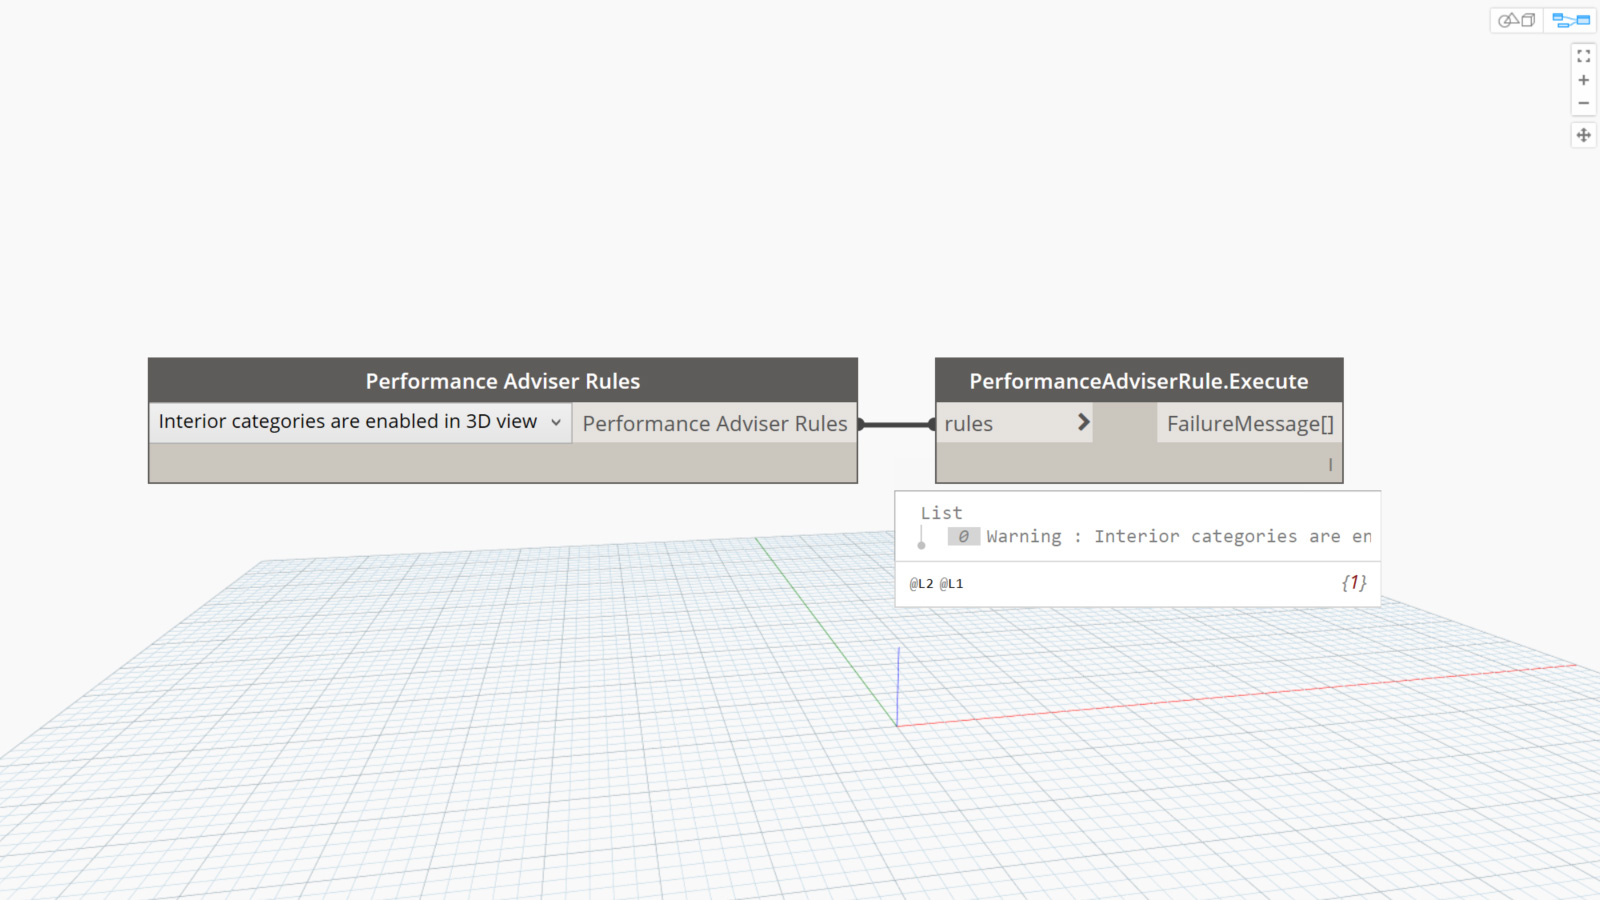 Performance Adviser Rules
Interior categories are enabled in 3D view
Performance Adviser Rules
PerformanceAdviserRule.Execute
rules
FailureMessage[]
List
0 Warning : Interior categories are en
@L2 @L1
{1}